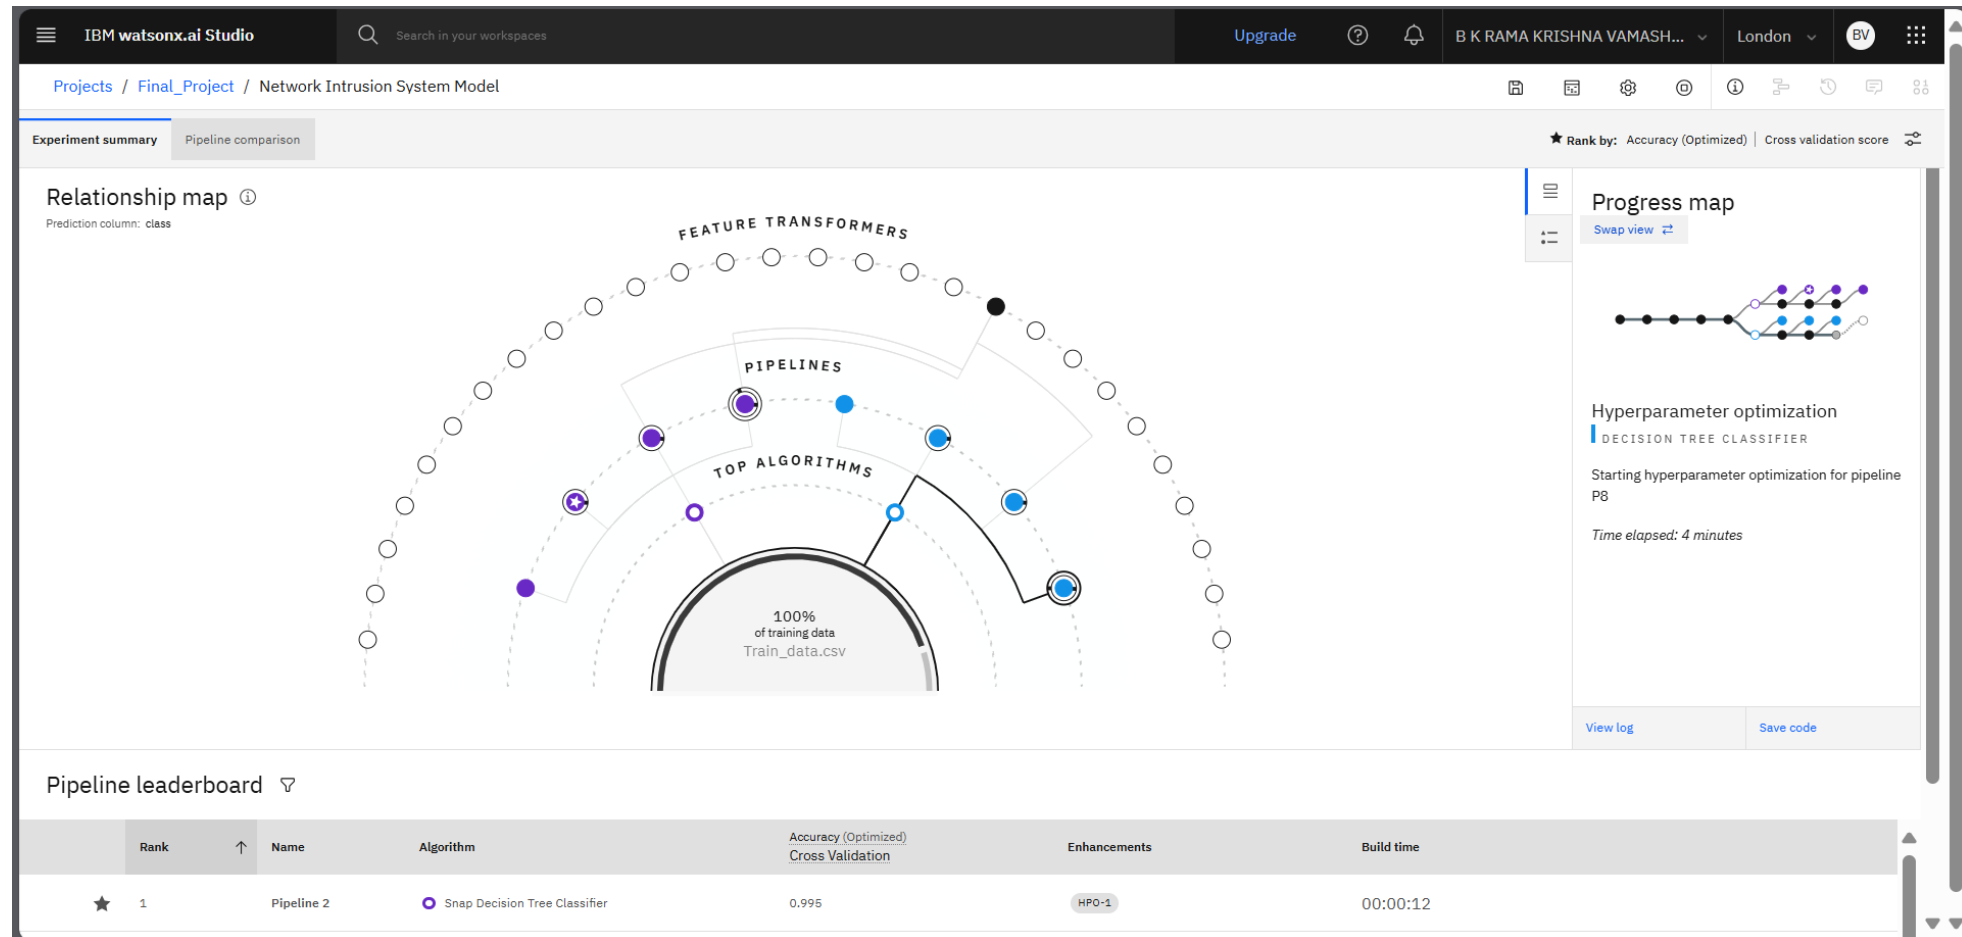 IBM watsonx.ai Studio
Search in your workspaces
Upgrade
B K RAMA KRISHNA VAMASH...
London
BV
Projects / Final_Project / Network Intrusion System Model
Experiment summary
Pipeline comparison
Rank by: Accuracy (Optimized) | Cross validation score
Relationship map
Prediction column: class
FEATURE TRANSFORMERS
PIPELINES
TOP ALGORITHMS
100%
of training data
Train_data.csv
Progress map
Swap view
Hyperparameter optimization
DECISION TREE CLASSIFIER
Starting hyperparameter optimization for pipeline
P8
Time elapsed: 4 minutes
View log
Save code
Pipeline leaderboard
Rank
Name
Algorithm
Accuracy (Optimized)
Cross Validation
Enhancements
Build time
1
Pipeline 2
Snap Decision Tree Classifier
0.995
HPO-1
00:00:12